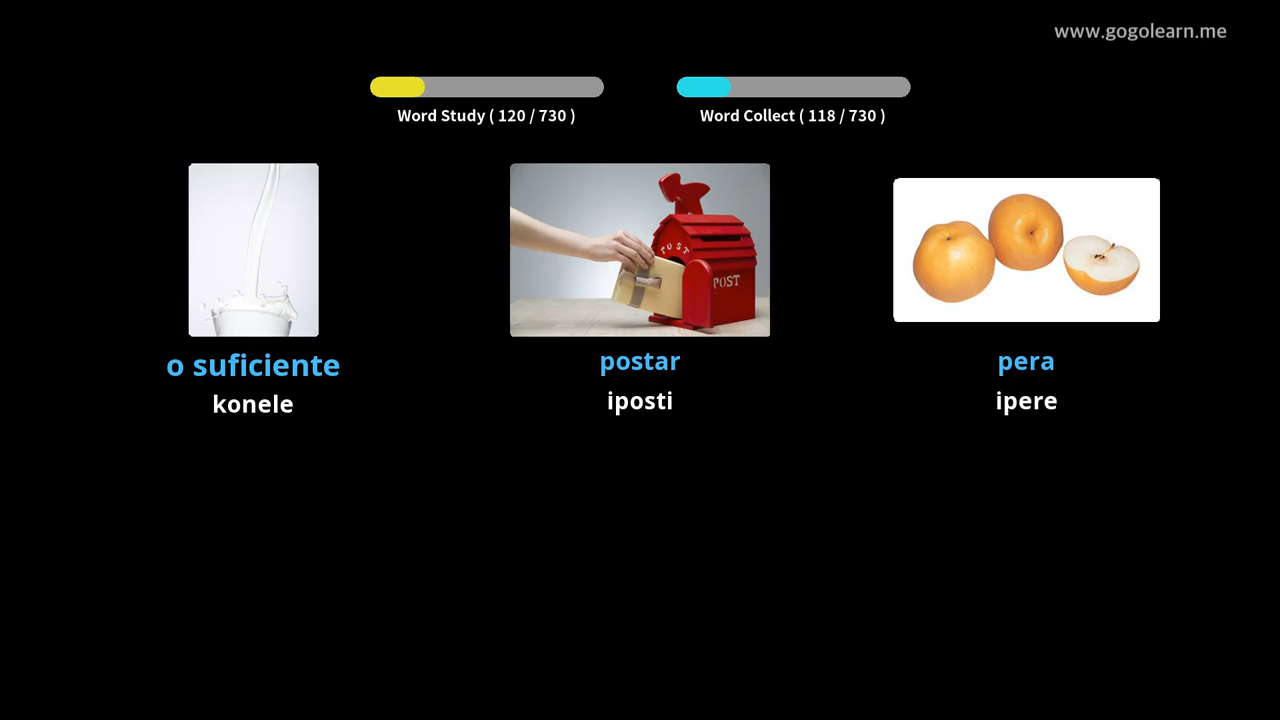 www.gogolearn.me
Word Study ( 120 / 730 )
Word Collect ( 118 / 730 )
POST
POST
o suficiente
konele
postar
iposti
pera
ipere